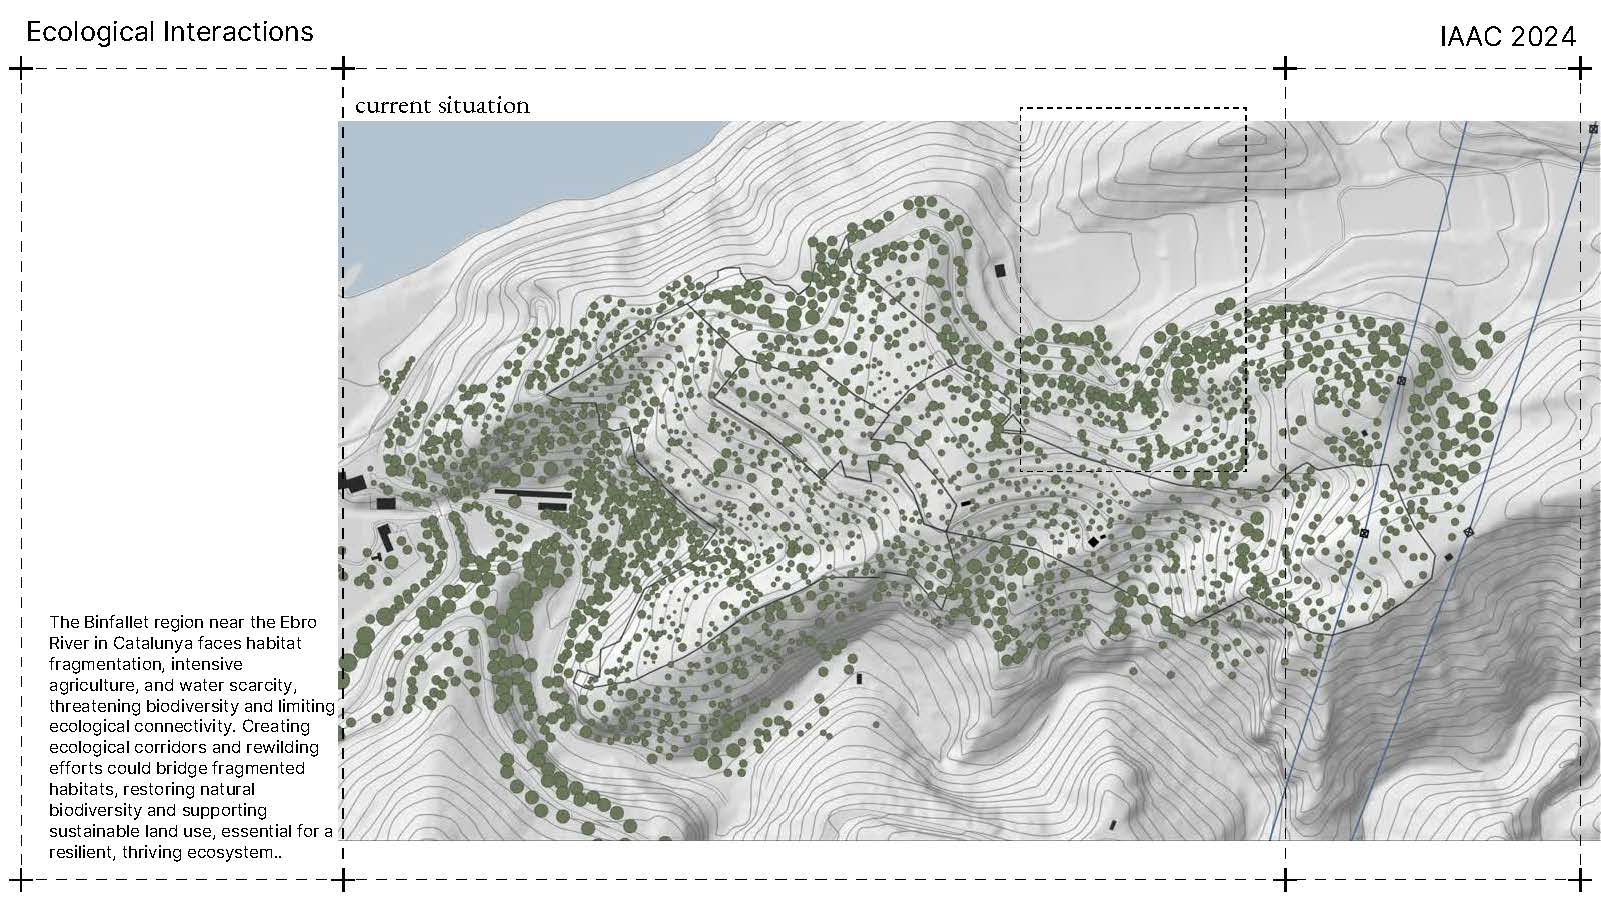 Ecological Interactions
IAAC 2024
current situation
The Binfallet region near the Ebro
River in Catalunya faces habitat
fragmentation, intensive
agriculture, and water scarcity,
threatening biodiversity and limiting
ecological connectivity. Creating
ecological corridors and rewilding
efforts could bridge fragmented
habitats, restoring natural
biodiversity and supporting
sustainable land use, essential for a
resilient, thriving ecosystem..